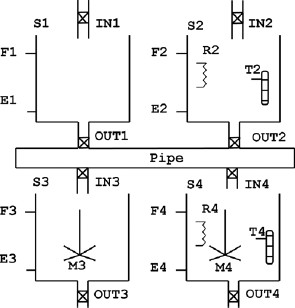 S1 IN1 S2 IN2
F1 F2 R2
T2
E1 E2
OUT1 OUT2
Pipe
S3 IN3 S4 IN4
F3 F4 R4
T4
E3 M3 E4 M4
OUT3 OUT4